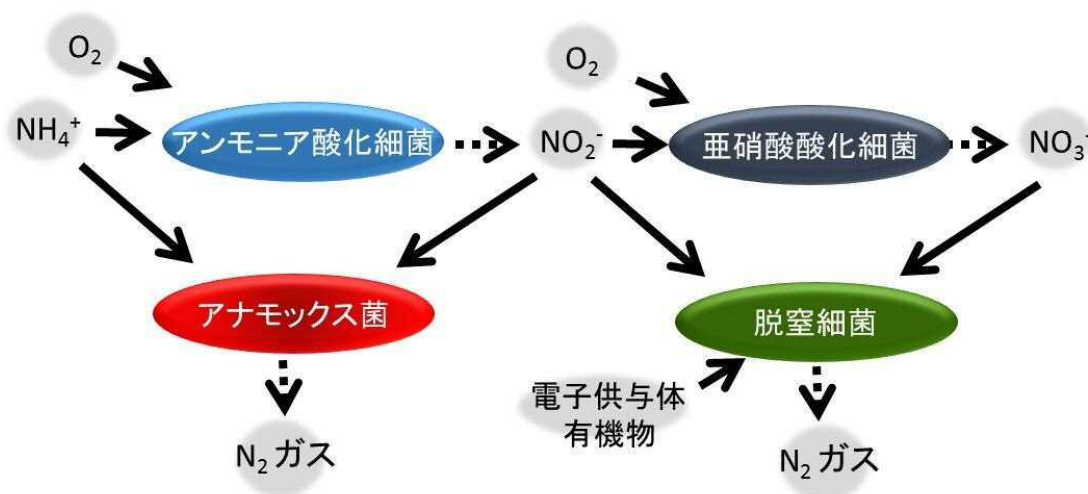 O₂
O₂
NH₄⁺
アンモニア酸化細菌
NO₂⁻
亜硝酸酸化細菌
NO₃⁻
アナモックス菌
脱窒細菌
電子供与体
有機物
N₂ ガス
N₂ ガス